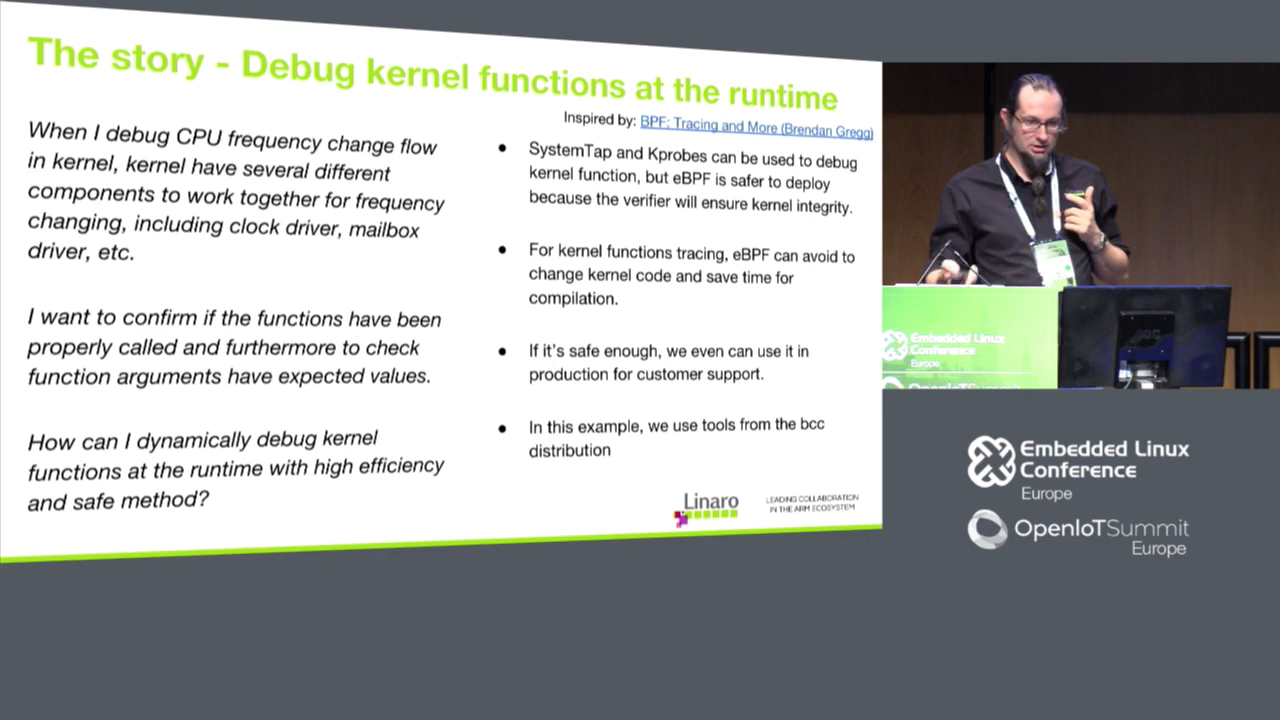 The story - Debug kernel functions at the runtime
Inspired by: BPF: Tracing and More (Brendan Gregg)
When I debug CPU frequency change flow
in kernel, kernel have several different
components to work together for frequency
changing, including clock driver, mailbox
driver, etc.
I want to confirm if the functions have been
properly called and furthermore to check
function arguments have expected values.
How can I dynamically debug kernel
functions at the runtime with high efficiency
and safe method?
• SystemTap and Kprobes can be used to debug
kernel function, but eBPF is safer to deploy
because the verifier will ensure kernel integrity.
• For kernel functions tracing, eBPF can avoid to
change kernel code and save time for
compilation.
• If it's safe enough, we even can use it in
production for customer support.
• In this example, we use tools from the bcc
distribution
Linaro
LEADING COLLABORATION
IN THE ARM ECOSYSTEM
Embedded Linux
Conference
Europe
OpenIoTSummit
Embedded Linux
Conference
Europe
OpenIoTSummit
Europe